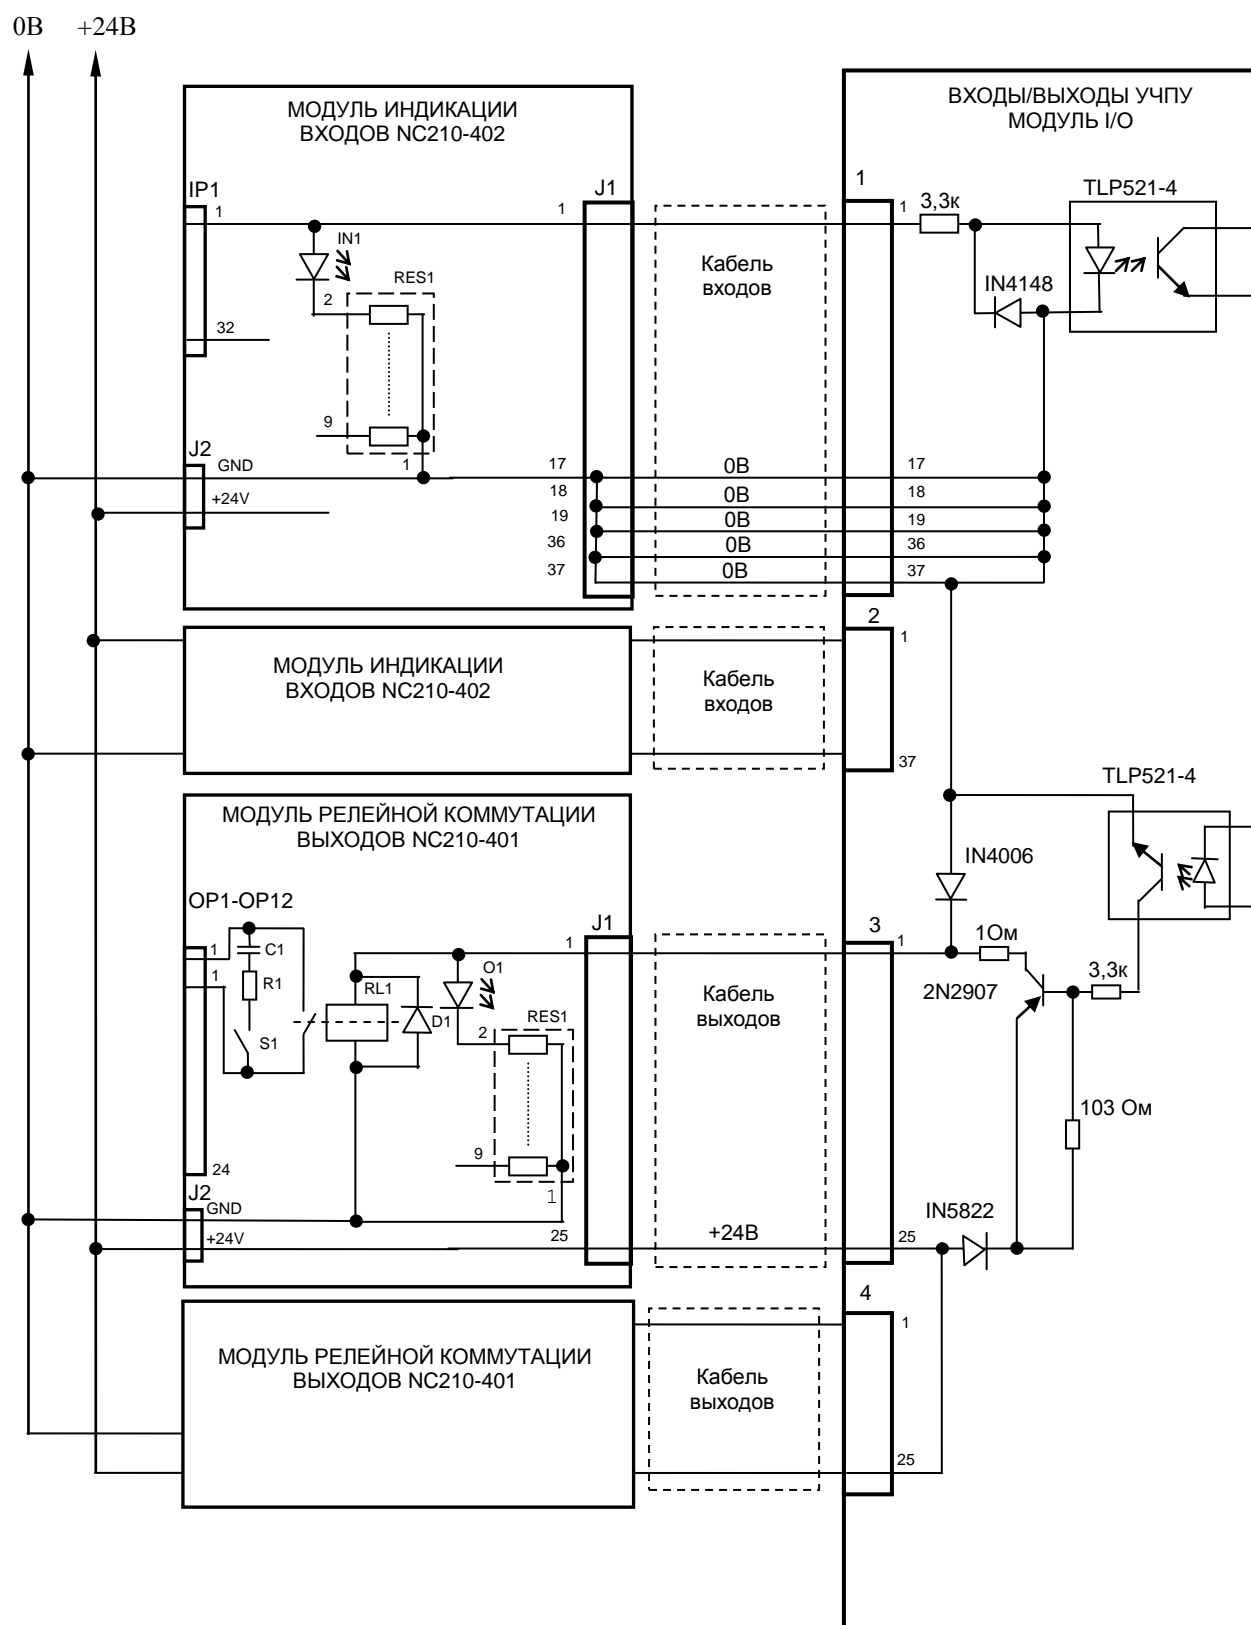 0В
+24В
МОДУЛЬ ИНДИКАЦИИ
ВХОДОВ NC210-402
ВХОДЫ/ВЫХОДЫ УЧПУ
МОДУЛЬ I/O
IP1
1
IN1
2
RES1
32
9
1
J2
GND
+24V
J1
1
17
18
19
36
37
Кабель
входов
0В
0В
0В
0В
0В
1
1
3,3к
TLP521-4
IN4148
17
18
19
36
37
МОДУЛЬ ИНДИКАЦИИ
ВХОДОВ NC210-402
Кабель
входов
2
1
37
TLP521-4
МОДУЛЬ РЕЛЕЙНОЙ КОММУТАЦИИ
ВЫХОДОВ NC210-401
OP1-OP12
1
1
C1
R1
S1
RL1
D1
O1
2
RES1
9
1
24
J2
GND
+24V
J1
1
25
Кабель
выходов
+24В
3
1
25
IN4006
1Ом
2N2907
3,3к
103 Ом
IN5822
МОДУЛЬ РЕЛЕЙНОЙ КОММУТАЦИИ
ВЫХОДОВ NC210-401
Кабель
выходов
4
1
25